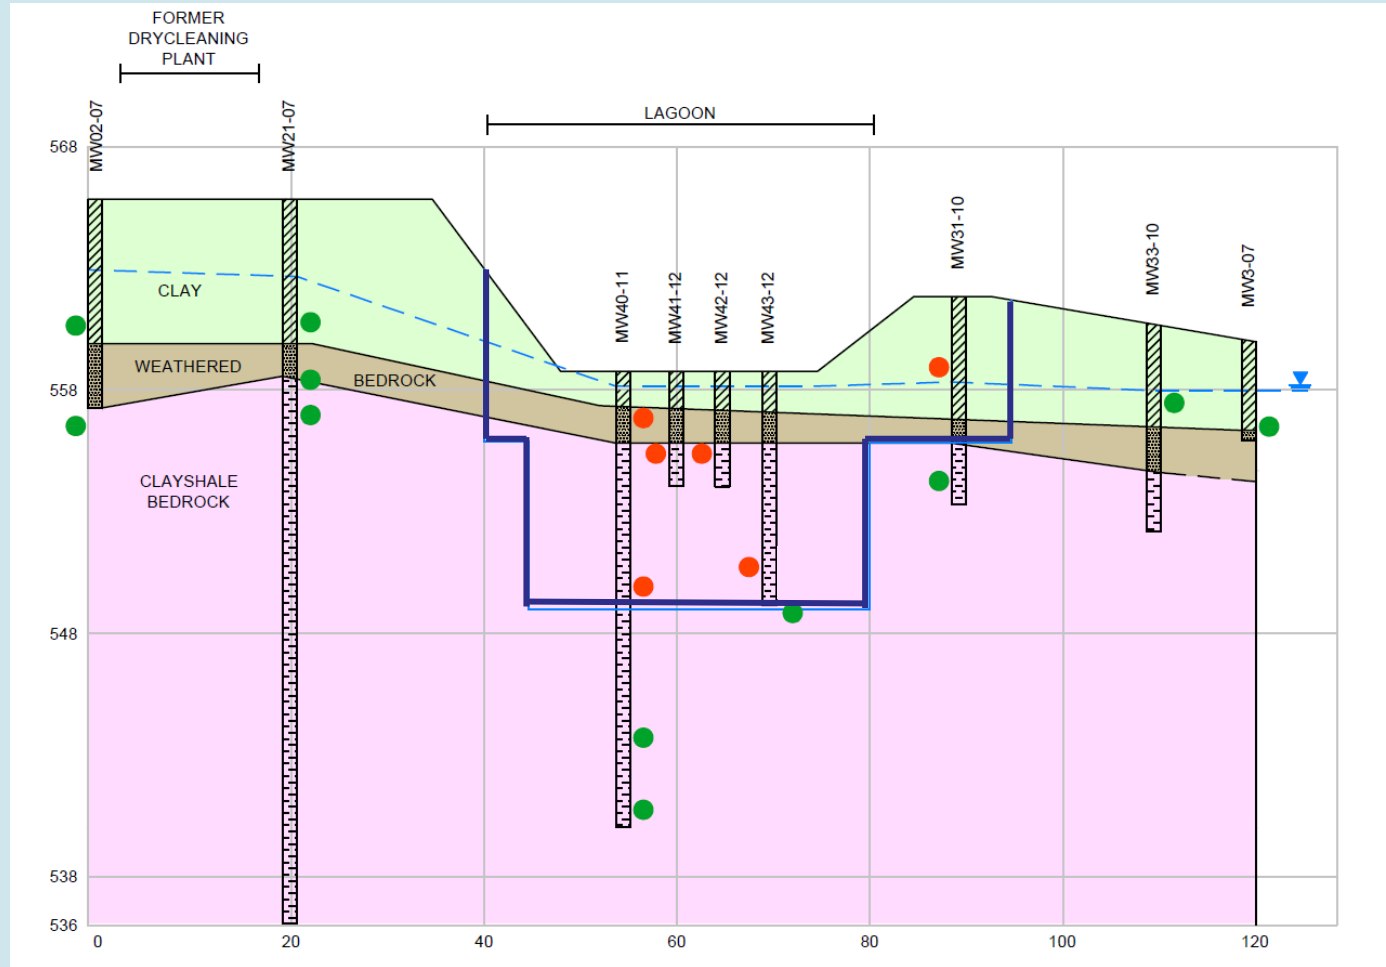 FORMER
DRYCLEANING
PLANT
MW02-07
MW21-07
LAGOON
568
MW31-10
MW33-10
MW3-07
MW40-11
MW41-12
MW42-12
MW43-12
CLAY
WEATHERED
BEDROCK
558
CLAYSHALE
BEDROCK
548
538
536
0 20 40 60 80 100 120